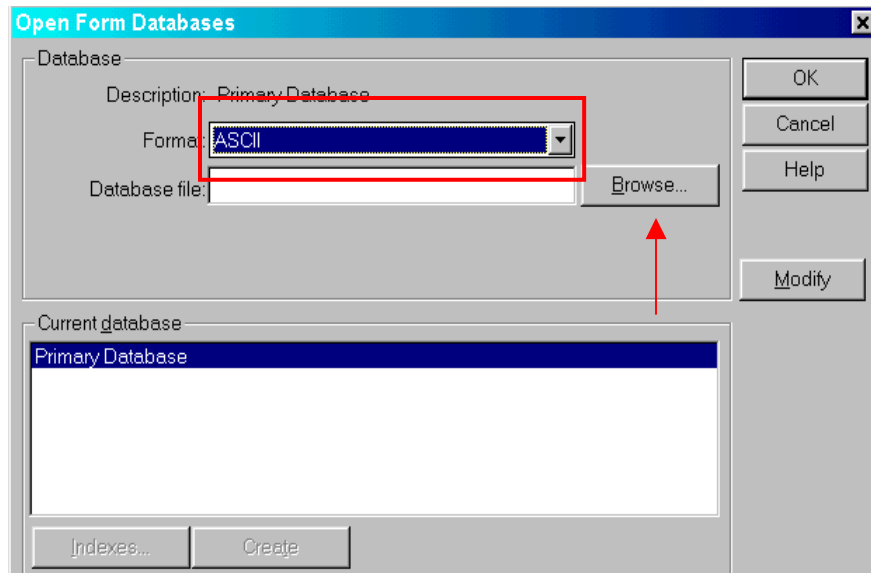 Open Form Databases
Database
Description: Primary Database
Format: ASCII
Database file:
Browse...
OK
Cancel
Help
Modify
Current database
Primary Database
Indexes...
Create